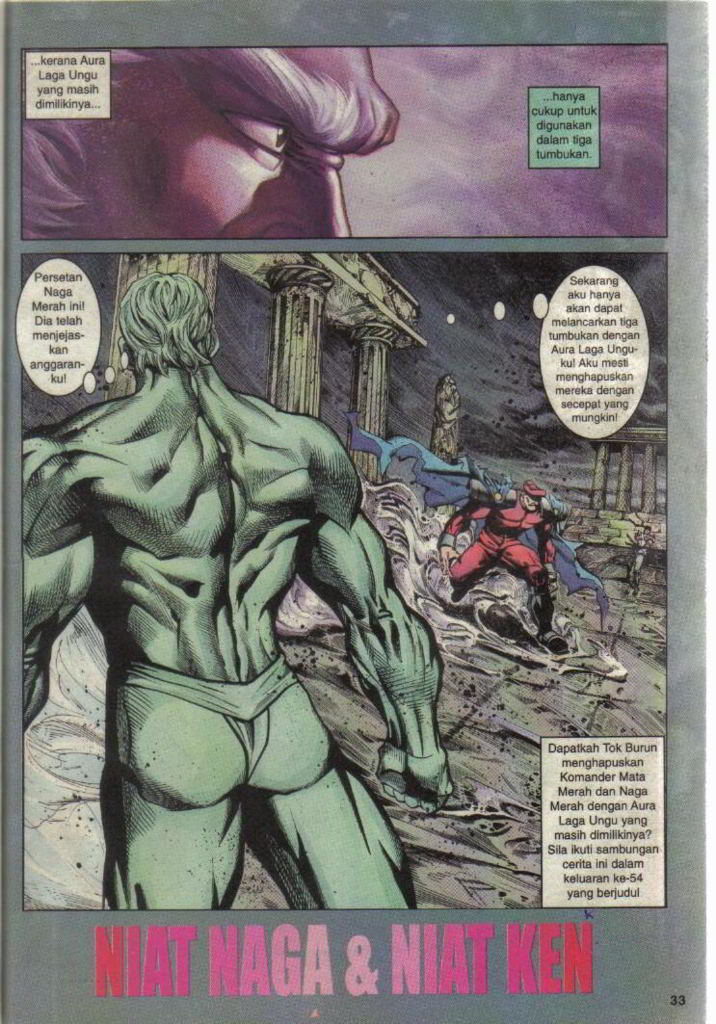 ...kerana Aura
Laga Ungu
yang masih
dimilikinya...
...hanya
cukup untuk
digunakan
dalam tiga
tumbukan.
Persetan
Naga
Merah ini!
Dia telah
menjejas-
kan
anggaran-
ku!
Sekarang
aku hanya
akan dapat
melancarkan tiga
tumbukan dengan
Aura Laga Ungu-
ku! Aku mesti
menghapuskan
mereka dengan
secepat yang
mungkin!
Dapatkah Tok Burun
menghapuskan
Komander Mata
Merah dan Naga
Merah dengan Aura
Laga Ungu yang
masih dimilikinya?
Sila ikuti sambungan
cerita ini dalam
keluaran ke-54
yang berjudul
NIAT NAGA & NIAT KEN
33